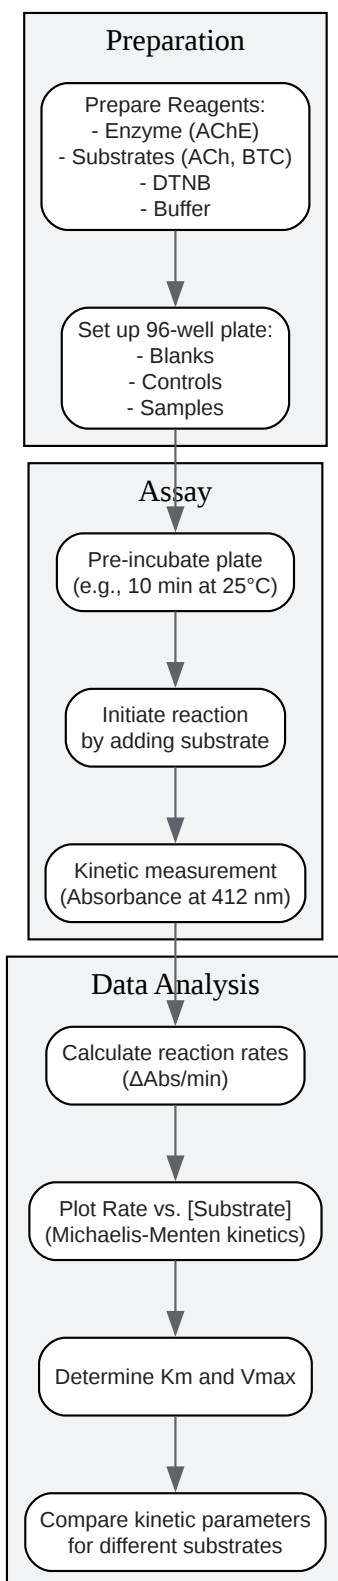 Preparation
Prepare Reagents:
- Enzyme (AChE)
- Substrates (ACh, BTC)
- DTNB
- Buffer
Set up 96-well plate:
- Blanks
- Controls
- Samples
Assay
Pre-incubate plate
(e.g., 10 min at 25°C)
Initiate reaction
by adding substrate
Kinetic measurement
(Absorbance at 412 nm)
Data Analysis
Calculate reaction rates
(ΔAbs/min)
Plot Rate vs. [Substrate]
(Michaelis-Menten kinetics)
Determine Km and Vmax
Compare kinetic parameters
for different substrates